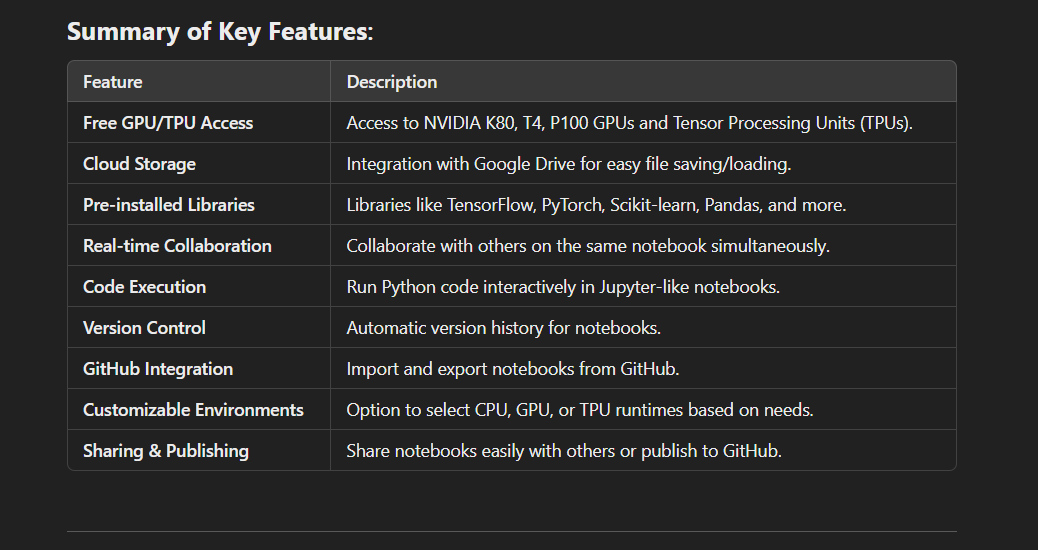 Summary of Key Features:
Feature Description
Free GPU/TPU Access Access to NVIDIA K80, T4, P100 GPUs and Tensor Processing Units (TPUs).
Cloud Storage Integration with Google Drive for easy file saving/loading.
Pre-installed Libraries Libraries like TensorFlow, PyTorch, Scikit-learn, Pandas, and more.
Real-time Collaboration Collaborate with others on the same notebook simultaneously.
Code Execution Run Python code interactively in Jupyter-like notebooks.
Version Control Automatic version history for notebooks.
GitHub Integration Import and export notebooks from GitHub.
Customizable Environments Option to select CPU, GPU, or TPU runtimes based on needs.
Sharing & Publishing Share notebooks easily with others or publish to GitHub.